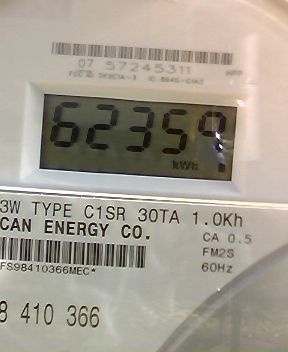 07 57245311 MPP
62359
kWh
3W TYPE C1SR 30TA 1.0Kh
CAN ENERGY CO.
CA 0.5
FM2S
60Hz
FS98410366MEC*
8 410 366